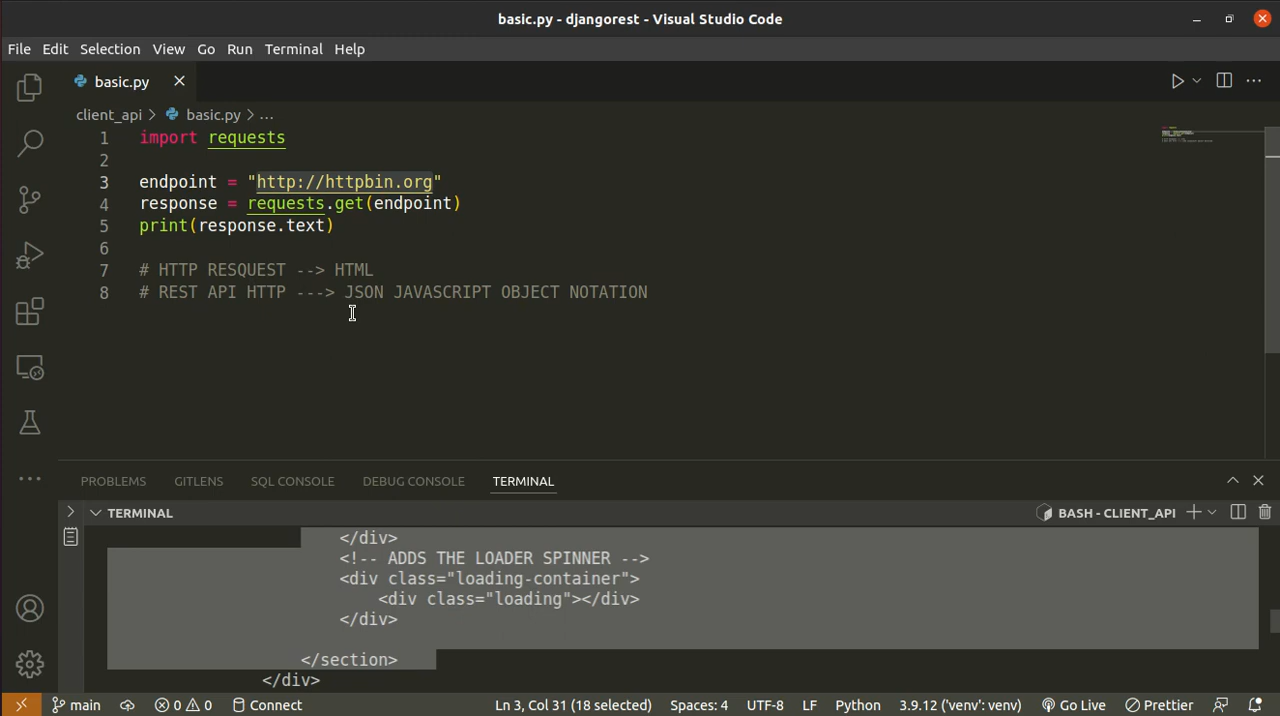 basic.py - djangorest - Visual Studio Code
File Edit Selection View Go Run Terminal Help
basic.py
client_api > basic.py > ...
1 import requests
2
3 endpoint = "http://httpbin.org"
4 response = requests.get(endpoint)
5 print(response.text)
6
7 # HTTP RESQUEST --> HTML
8 # REST API HTTP ---> JSON JAVASCRIPT OBJECT NOTATION
PROBLEMS GITLENS SQL CONSOLE DEBUG CONSOLE TERMINAL
TERMINAL BASH - CLIENT_API
</div>
<!-- ADDS THE LOADER SPINNER -->
<div class="loading-container">
<div class="loading"></div>
</div>
</section>
</div>
main 0 0 Connect Ln 3, Col 31 (18 selected) Spaces: 4 UTF-8 LF Python 3.9.12 ('venv': venv) Go Live Prettier